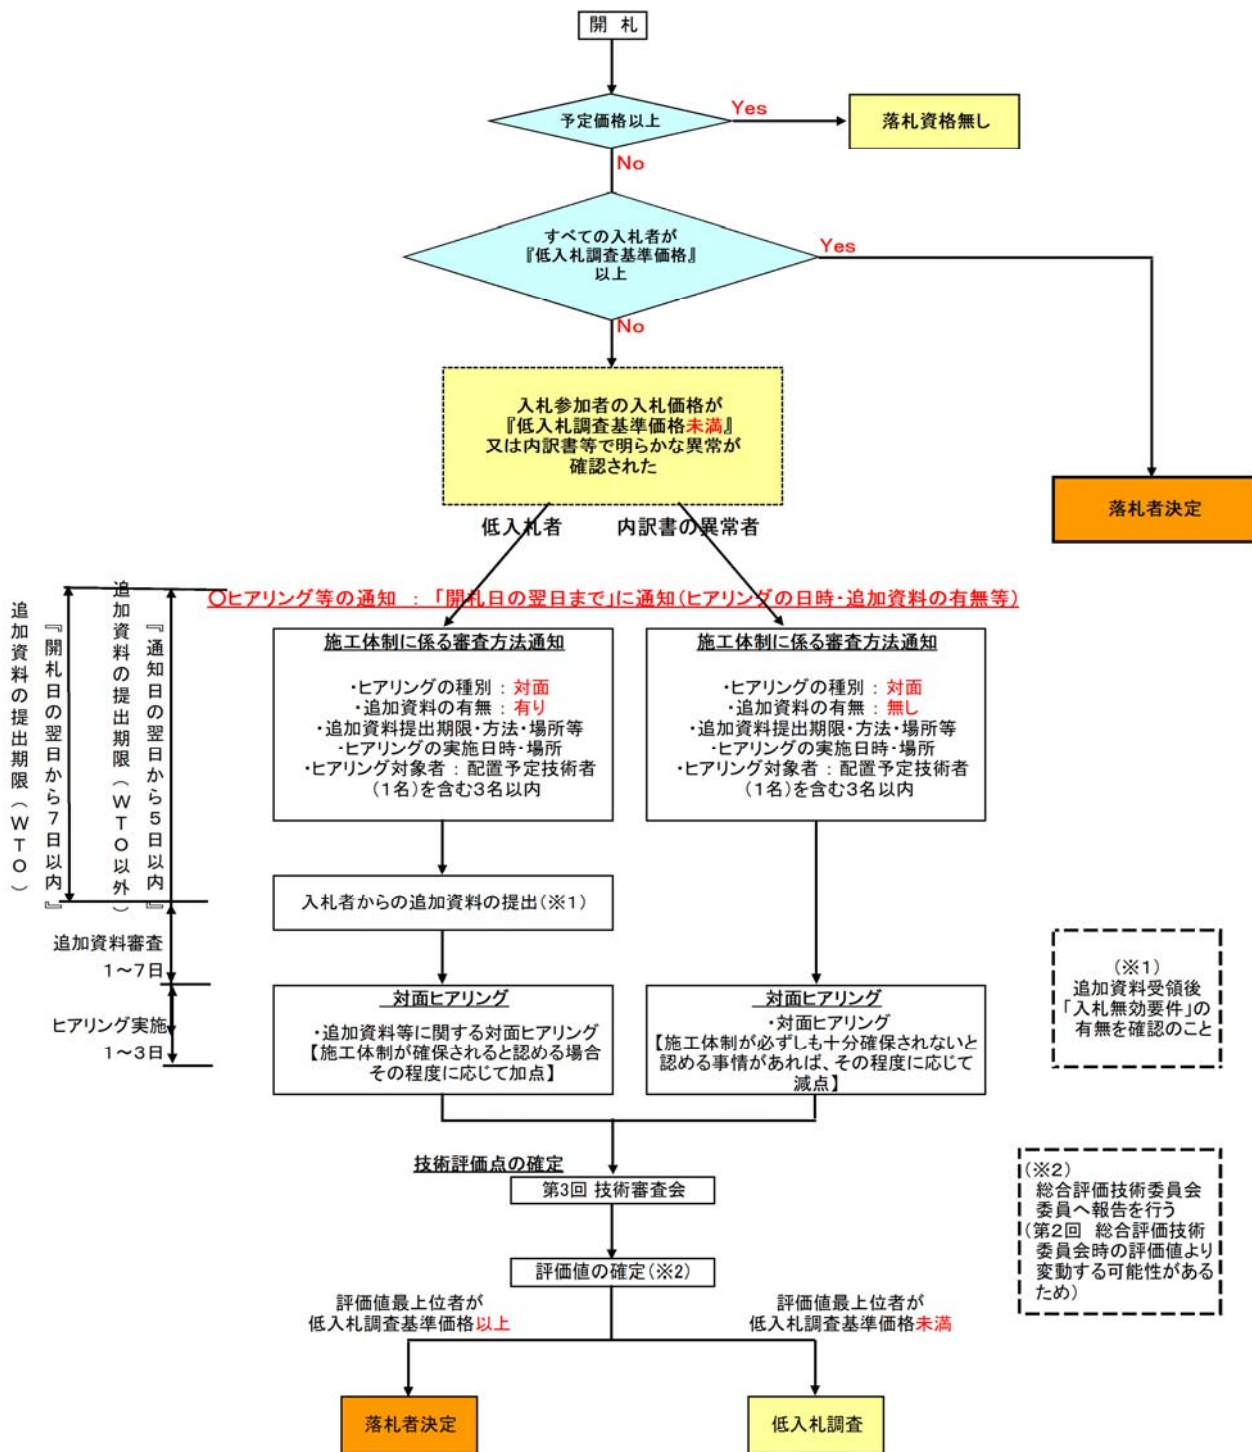 開 札
予定価格以上
Yes
落札資格無し
No
すべての入札者が
『低入札調査基準価格』
以上
Yes
No
入札参加者の入札価格が
『低入札調査基準価格未満』
又は内訳書等で明らかな異常が
確認された
落札者決定
低入札者
内訳書の異常者
○ヒアリング等の通知 : 「開札日の翌日まで」に通知(ヒアリングの日時・追加資料の有無等)
追加資料の提出期限(WTO)
『開札日の翌日から7日以内』
追加資料の提出期限(WTO以外)
『通知日の翌日から5日以内』
追加資料審査
1~7日
ヒアリング実施
1~3日
施工体制に係る審査方法通知
・ヒアリングの種別 : 対面
・追加資料の有無 : 有り
・追加資料提出期限・方法・場所等
・ヒアリングの実施日時・場所
・ヒアリング対象者 : 配置予定技術者
(1名)を含む3名以内
施工体制に係る審査方法通知
・ヒアリングの種別 : 対面
・追加資料の有無 : 無し
・追加資料提出期限・方法・場所等
・ヒアリングの実施日時・場所
・ヒアリング対象者 : 配置予定技術者
(1名)を含む3名以内
入札者からの追加資料の提出(※1)
対面ヒアリング
・追加資料等に関する対面ヒアリング
【施工体制が確保されると認める場合
その程度に応じて加点】
対面ヒアリング
・対面ヒアリング
【施工体制が必ずしも十分確保されないと
認める事情があれば、その程度に応じて
減点】
(※1)
追加資料受領後
「入札無効要件」の
有無を確認のこと
技術評価点の確定
第3回 技術審査会
評価値の確定(※2)
(※2)
総合評価技術委員会
委員へ報告を行う
(第2回 総合評価技術
委員会時の評価値より
変動する可能性がある
ため)
評価値最上位者が
低入札調査基準価格以上
評価値最上位者が
低入札調査基準価格未満
落札者決定
低入札調査